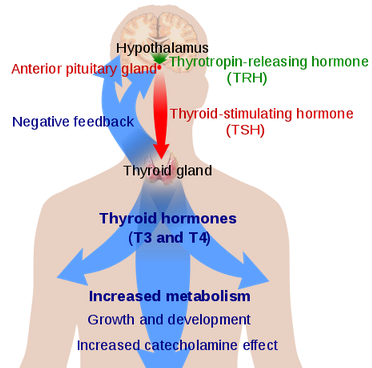 Hypothalamus
Thyrotropin-releasing hormone
(TRH)
Anterior pituitary gland
Thyroid-stimulating hormone
(TSH)
Negative feedback
Thyroid gland
Thyroid hormones
(T3 and T4)
Increased metabolism
Growth and development
Increased catecholamine effect